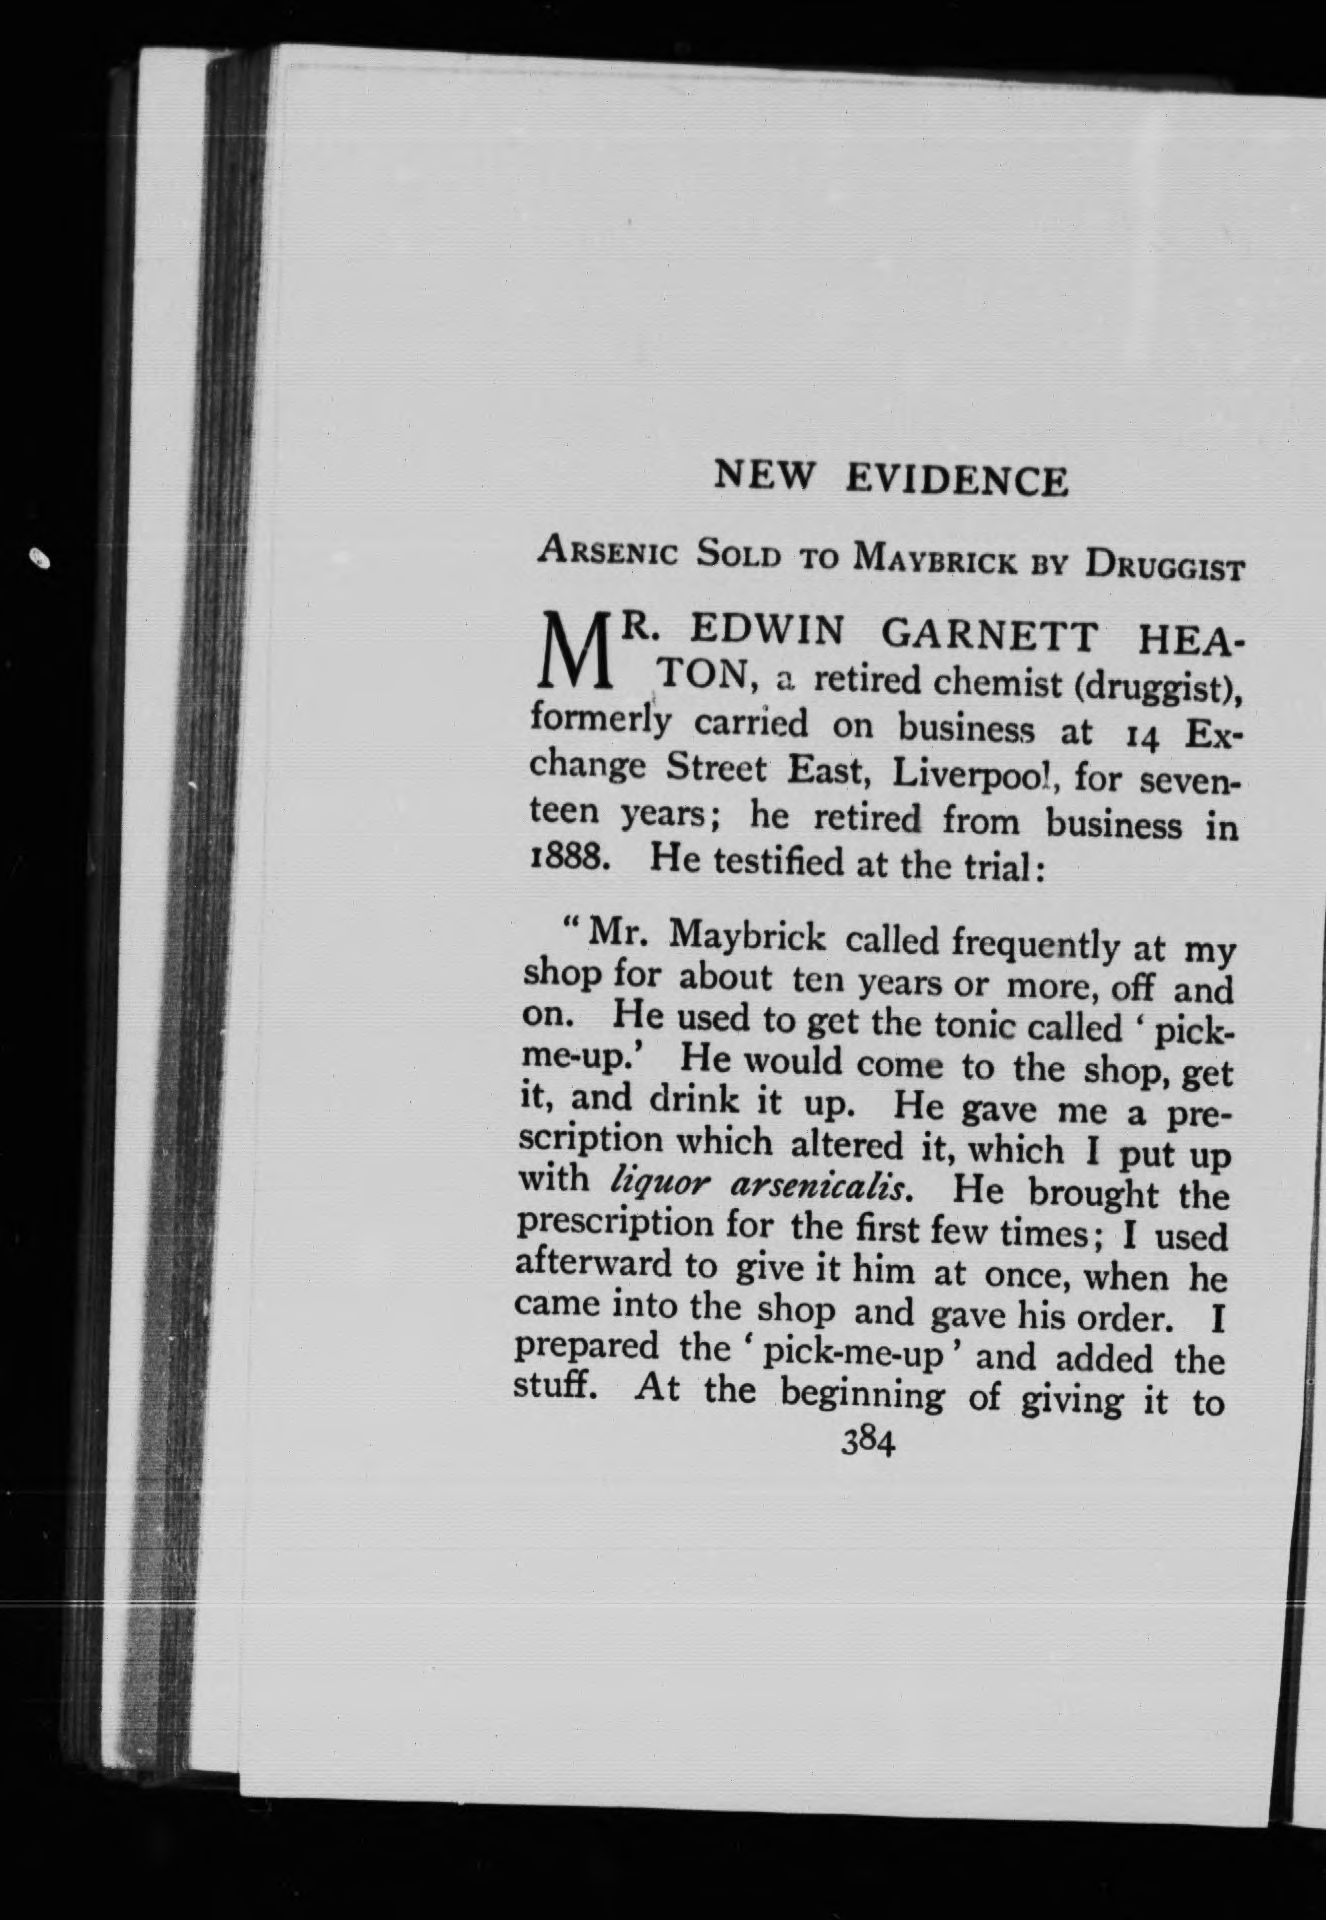 NEW EVIDENCE
ARSENIC SOLD TO MAYBRICK BY DRUGGIST
MR. EDWIN GARNETT HEA-
TON, a retired chemist (druggist),
formerly carried on business at 14 Ex-
change Street East, Liverpool, for seven-
teen years; he retired from business in
1888. He testified at the trial:
“Mr. Maybrick called frequently at my
shop for about ten years or more, off and
on. He used to get the tonic called ‘pick-
me-up.’ He would come to the shop, get
it, and drink it up. He gave me a pre-
scription which altered it, which I put up
with liquor arsenicalis. He brought the
prescription for the first few times; I used
afterward to give it him at once, when he
came into the shop and gave his order. I
prepared the ‘pick-me-up’ and added the
stuff. At the beginning of giving it to
384